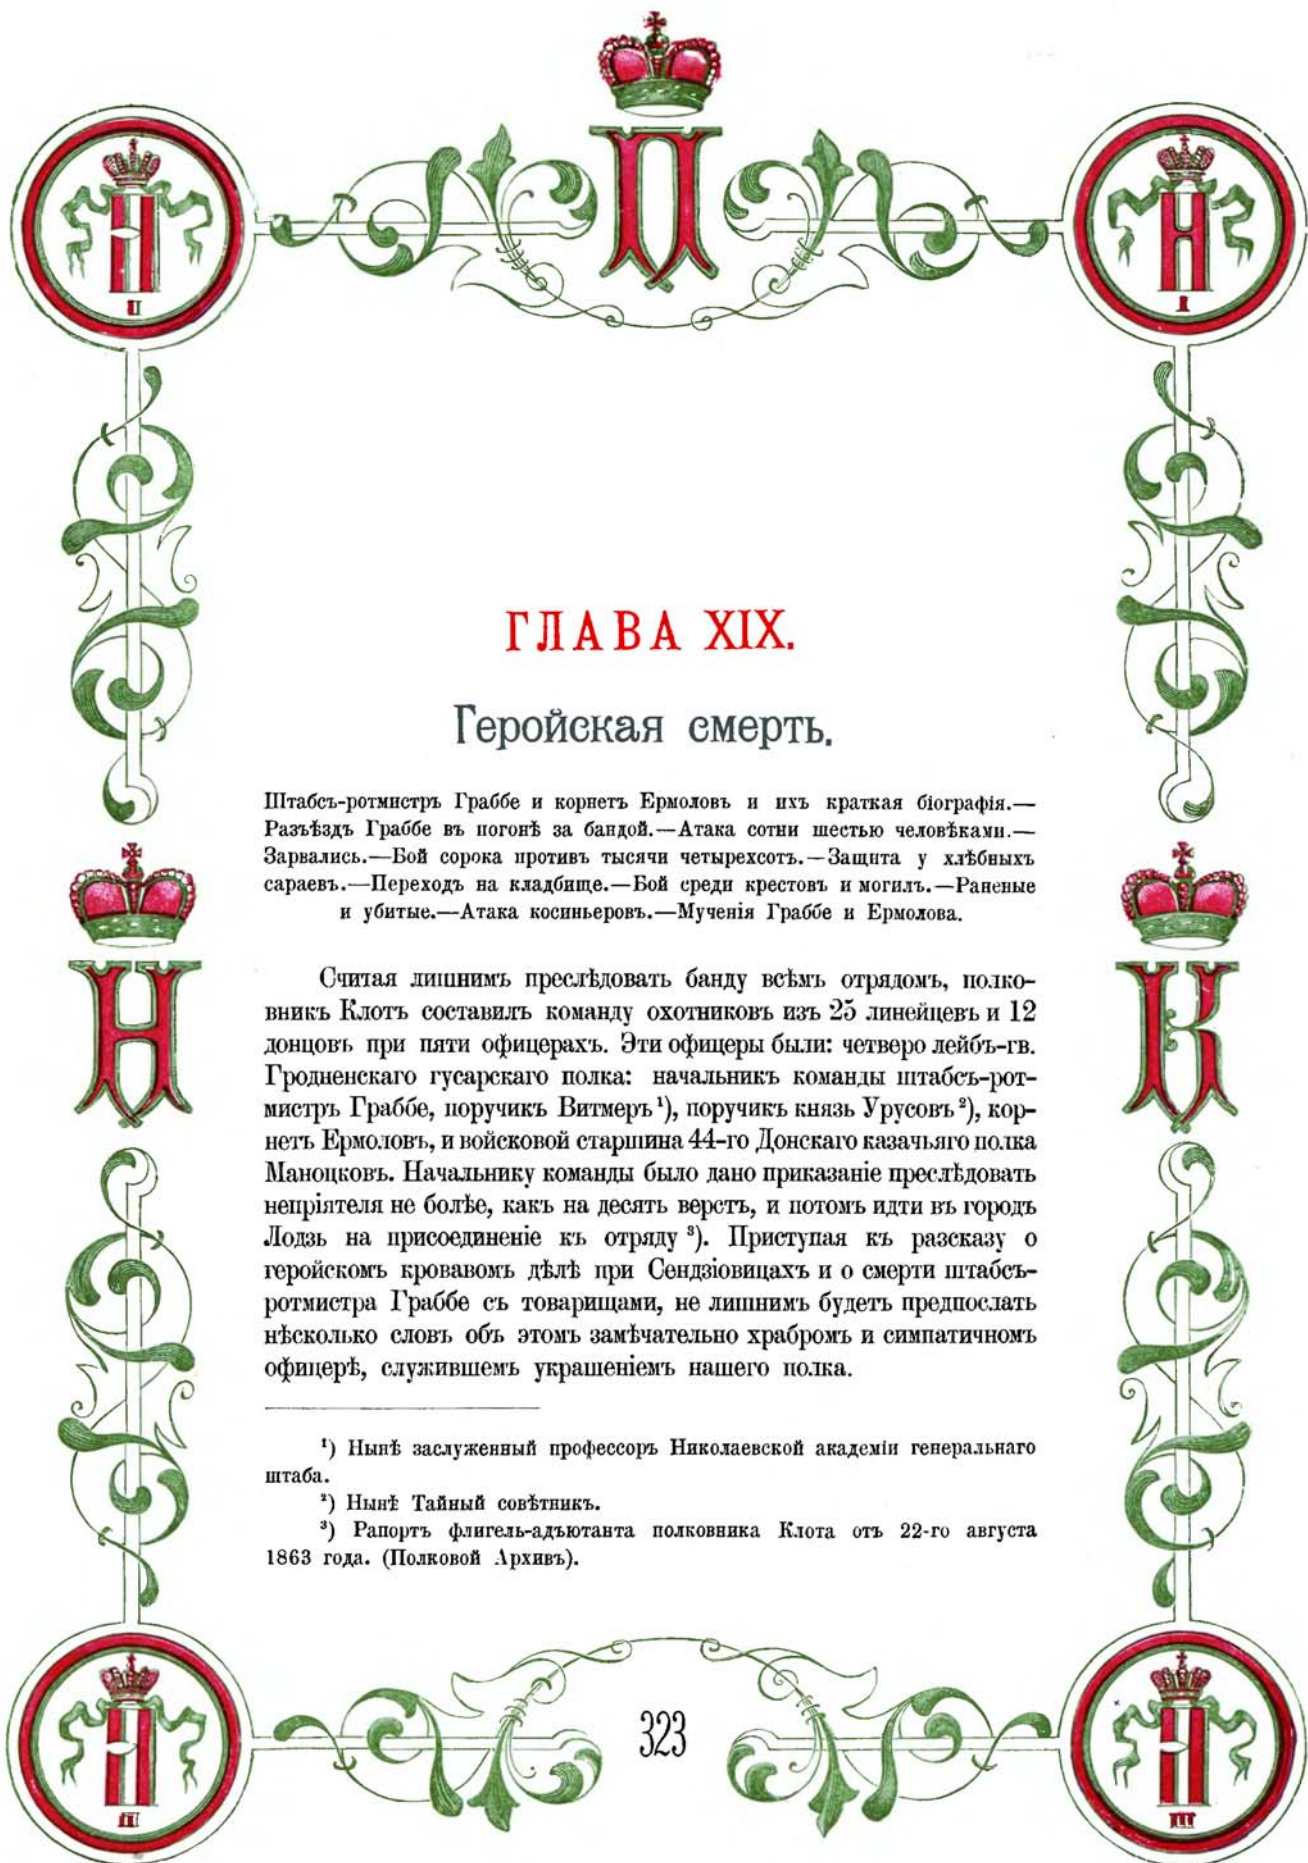 П
II
I
ГЛАВА XIX.
Геройская смерть.
Штабсъ-ротмистръ Граббе и корнетъ Ермоловъ и ихъ краткая біографія.—
Разъѣздъ Граббе въ погонѣ за бандой.—Атака сотни шестью человѣками.—
Зарвались.—Бой сорока противъ тысячи четырехсотъ.—Защита у хлѣбныхъ
сараевъ.—Переходъ на кладбище.—Бой среди крестовъ и могилъ.—Раненые
и убитые.—Атака косиньеровъ.—Мученія Граббе и Ермолова.
Считая лишнимъ преслѣдовать банду всѣмъ отрядомъ, полко-
вникъ Клотъ составилъ команду охотниковъ изъ 25 линейцевъ и 12
донцовъ при пяти офицерахъ. Эти офицеры были: четверо лейбъ-гв.
Гродненскаго гусарскаго полка: начальникъ команды штабсъ-рот-
мистръ Граббе, поручикъ Витмеръ¹), поручикъ князь Урусовъ²), кор-
нетъ Ермоловъ, и войсковой старшина 44-го Донскаго казачьяго полка
Маноцковъ. Начальнику команды было дано приказаніе преслѣдовать
непріятеля не болѣе, какъ на десять верстъ, и потомъ идти въ городъ
Лодзь на присоединеніе къ отряду ³). Приступая къ разсказу о
геройскомъ кровавомъ дѣлѣ при Сендзіовицахъ и о смерти штабсъ-
ротмистра Граббе съ товарищами, не лишнимъ будетъ предпослать
нѣсколько словъ объ этомъ замѣчательно храбромъ и симпатичномъ
офицерѣ, служившемъ украшеніемъ нашего полка.
Н
К
¹) Нынѣ заслуженный профессоръ Николаевской академіи генеральнаго
штаба.
²) Нынѣ Тайный совѣтникъ.
³) Рапортъ флигель-адъютанта полковника Клота отъ 22-го августа
1863 года. (Полковой Архивъ).
323
III